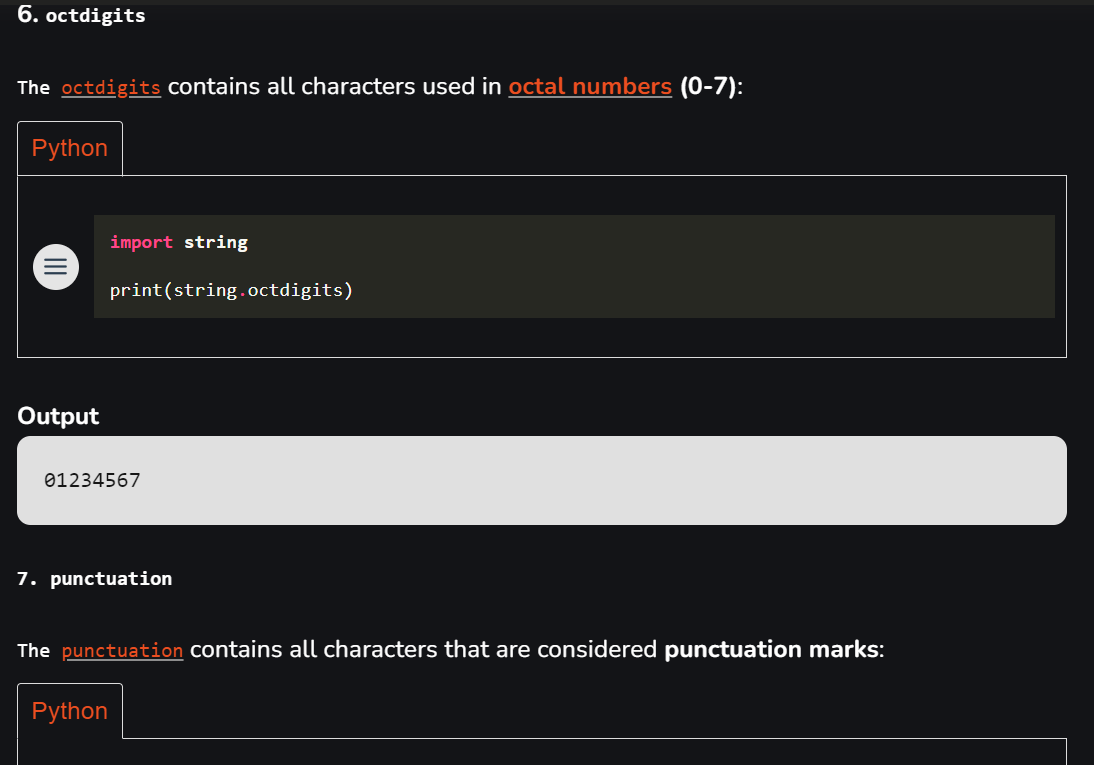 6. octdigits
The octdigits contains all characters used in octal numbers (0-7):
Python
import string
print(string.octdigits)
Output
01234567
7. punctuation
The punctuation contains all characters that are considered punctuation marks:
Python